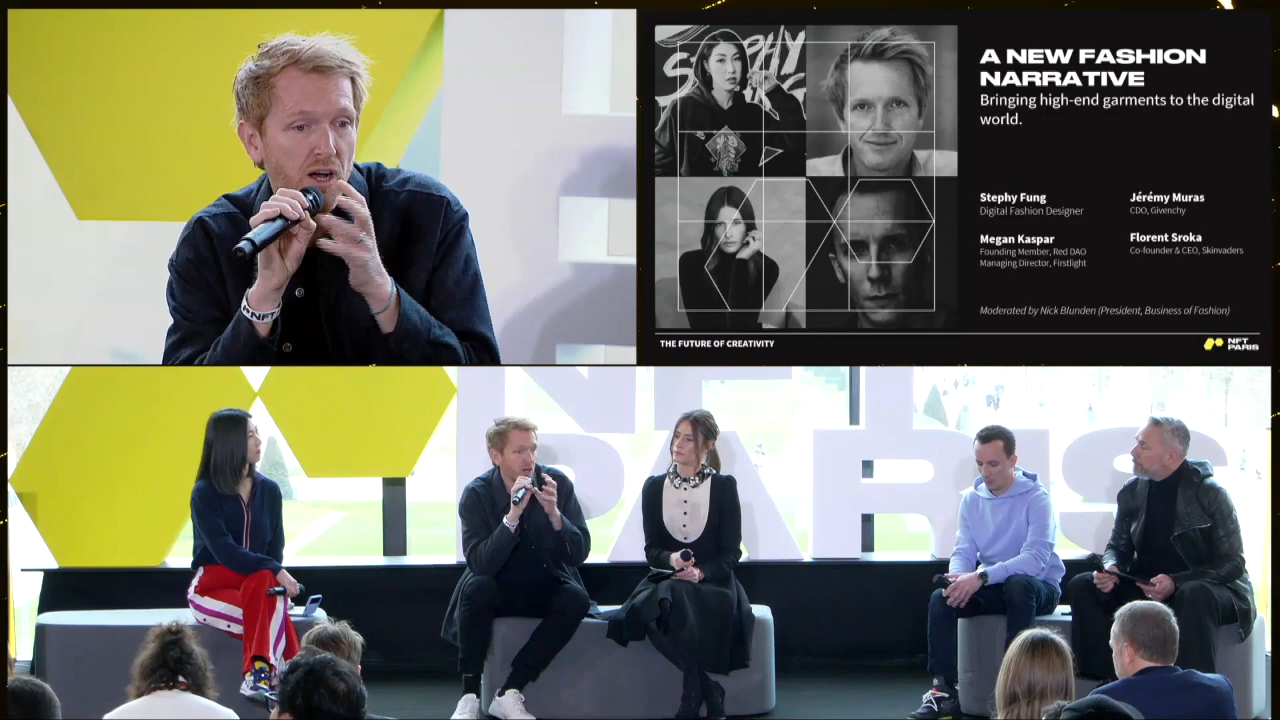 A NEW FASHION
NARRATIVE
Bringing high-end garments to the digital
world.
Stephy Fung
Digital Fashion Designer
Jérémy Muras
CDO, Givenchy
Megan Kaspar
Founding Member, Red DAO
Managing Director, Firstlight
Florent Sroka
Co-founder & CEO, Skinvaders
Moderated by Nick Blunden (President, Business of Fashion)
THE FUTURE OF CREATIVITY
NFT
PARIS
NFT
PARIS